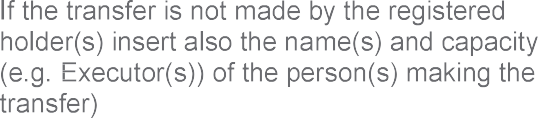 If the transfer is not made by the registered
holder(s) insert also the name(s) and capacity
(e.g. Executor(s)) of the person(s) making the
transfer)